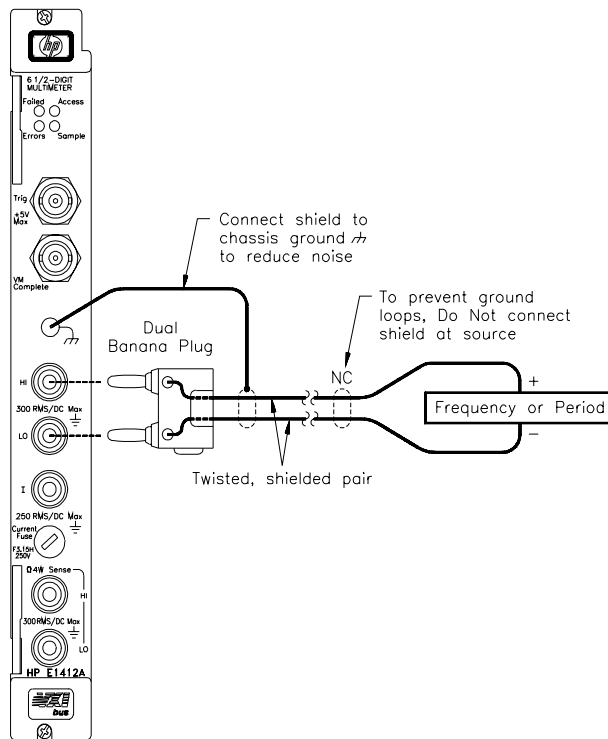 hp
6 1/2-DIGIT
MULTIMETER
Failed Access
Errors Sample
Trig
+5V
Max
VM
Complete
Connect shield to
chassis ground
to reduce noise
Dual
Banana Plug
To prevent ground
loops, Do Not connect
shield at source
NC
HI
300 RMS/DC Max
LO
+
Frequency or Period
–
Twisted, shielded pair
I
250 RMS/DC Max
Current
Fuse
F3.15H
250V
Ω4W Sense
HI
300RMS/DC Max
LO
HP E1412A
VXI
bus